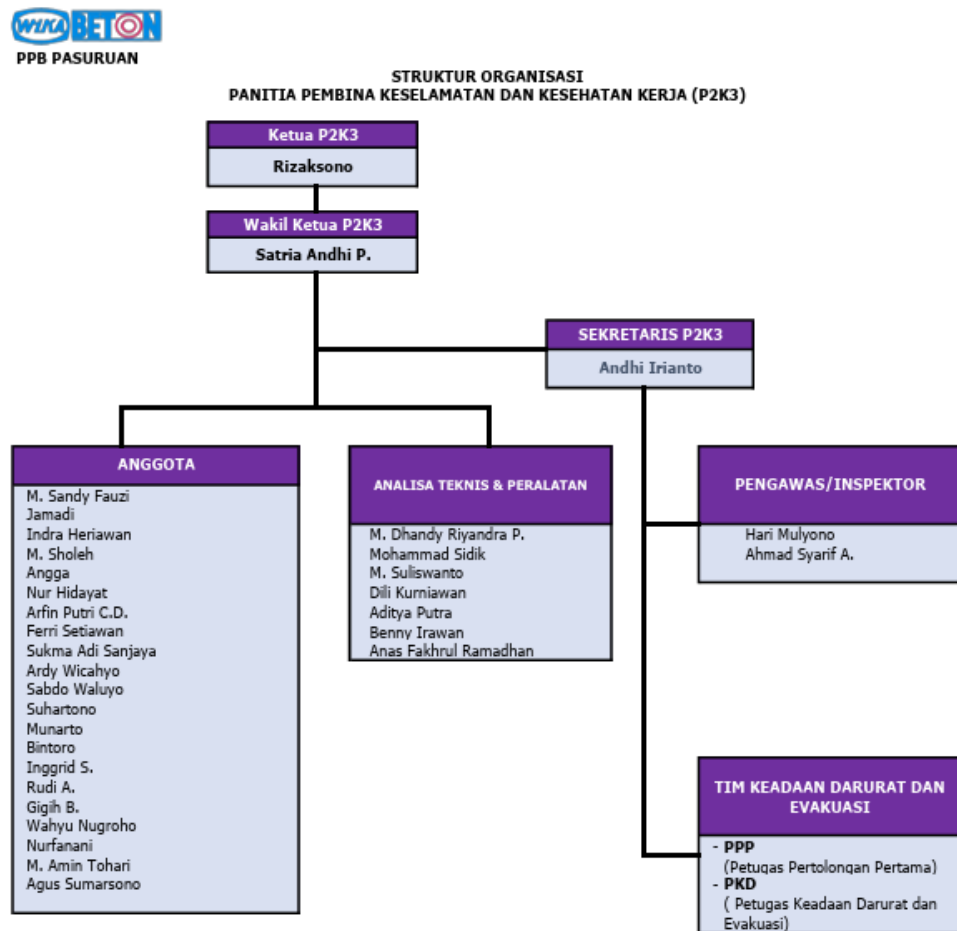 WIKA BETON
PPB PASURUAN
STRUKTUR ORGANISASI
PANITIA PEMBINA KESELAMATAN DAN KESEHATAN KERJA (P2K3)
Ketua P2K3
Rizaksono
Wakil Ketua P2K3
Satria Andhi P.
SEKRETARIS P2K3
Andhi Irianto
ANGGOTA
M. Sandy Fauzi
Jamadi
Indra Heriawan
M. Sholeh
Angga
Nur Hidayat
Arfin Putri C.D.
Ferri Setiawan
Sukma Adi Sanjaya
Ardy Wicahyo
Sabdo Waluyo
Suhartono
Munarto
Bintoro
Inggrid S.
Rudi A.
Gigih B.
Wahyu Nugroho
Nurfanani
M. Amin Tohari
Agus Sumarsono
ANALISA TEKNIS & PERALATAN
M. Dhandy Riyandra P.
Mohammad Sidik
M. Suliswanto
Dili Kurniawan
Aditya Putra
Benny Irawan
Anas Fakhrul Ramadhan
PENGAWAS/INSPEKTOR
Hari Mulyono
Ahmad Syarif A.
TIM KEADAAN DARURAT DAN
EVAKUASI
- PPP
(Petugas Pertolongan Pertama)
- PKD
( Petugas Keadaan Darurat dan
Evakuasi)